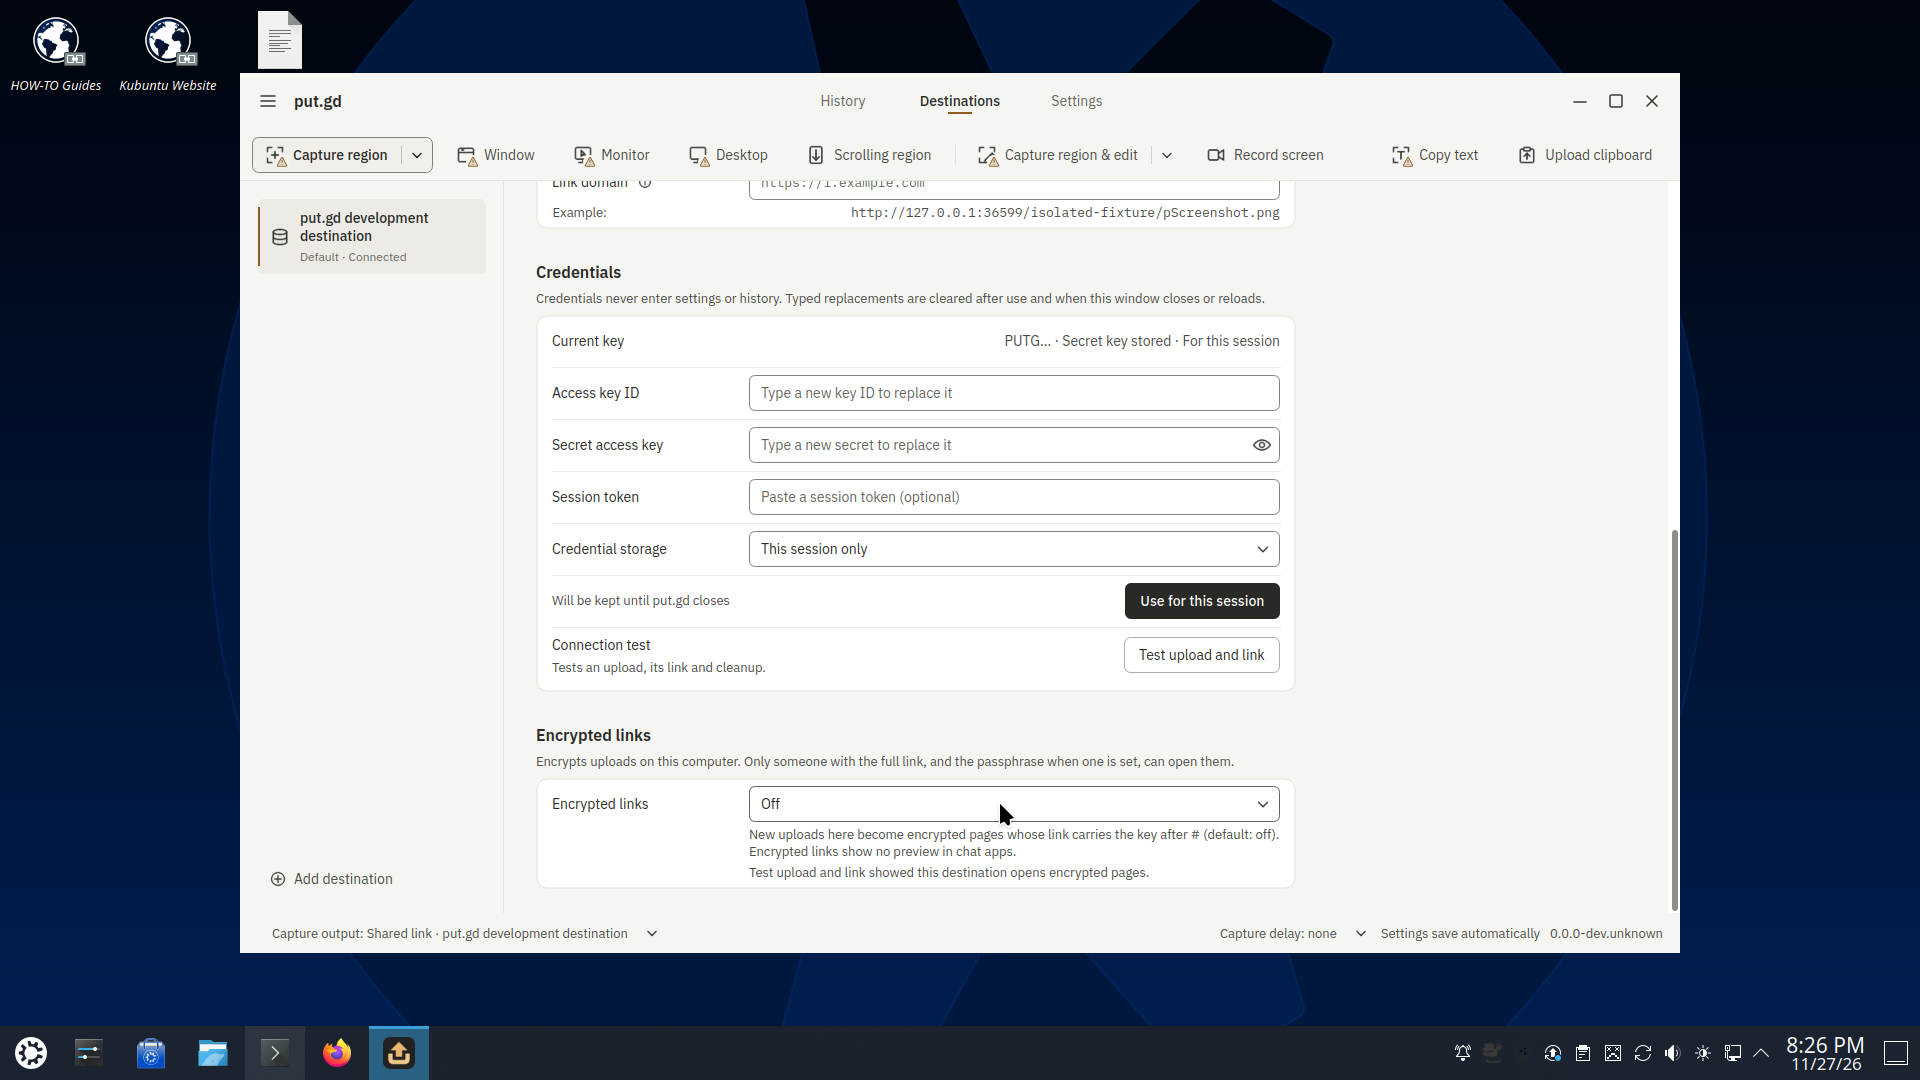 HOW-TO Guides
Kubuntu Website
put.gd
History
Destinations
Settings
Capture region
Window
Monitor
Desktop
Scrolling region
Capture region & edit
Record screen
Copy text
Upload clipboard
put.gd development
destination
Default · Connected
Add destination
Link domain
https://i.example.com
Example:
http://127.0.0.1:36599/isolated-fixture/pScreenshot.png
Credentials
Credentials never enter settings or history. Typed replacements are cleared after use and when this window closes or reloads.
Current key
PUTG... · Secret key stored · For this session
Access key ID
Type a new key ID to replace it
Secret access key
Type a new secret to replace it
Session token
Paste a session token (optional)
Credential storage
This session only
Will be kept until put.gd closes
Use for this session
Connection test
Tests an upload, its link and cleanup.
Test upload and link
Encrypted links
Encrypts uploads on this computer. Only someone with the full link, and the passphrase when one is set, can open them.
Encrypted links
Off
New uploads here become encrypted pages whose link carries the key after # (default: off).
Encrypted links show no preview in chat apps.
Test upload and link showed this destination opens encrypted pages.
Capture output: Shared link · put.gd development destination
Capture delay: none
Settings save automatically
0.0.0-dev.unknown
8:26 PM
11/27/26